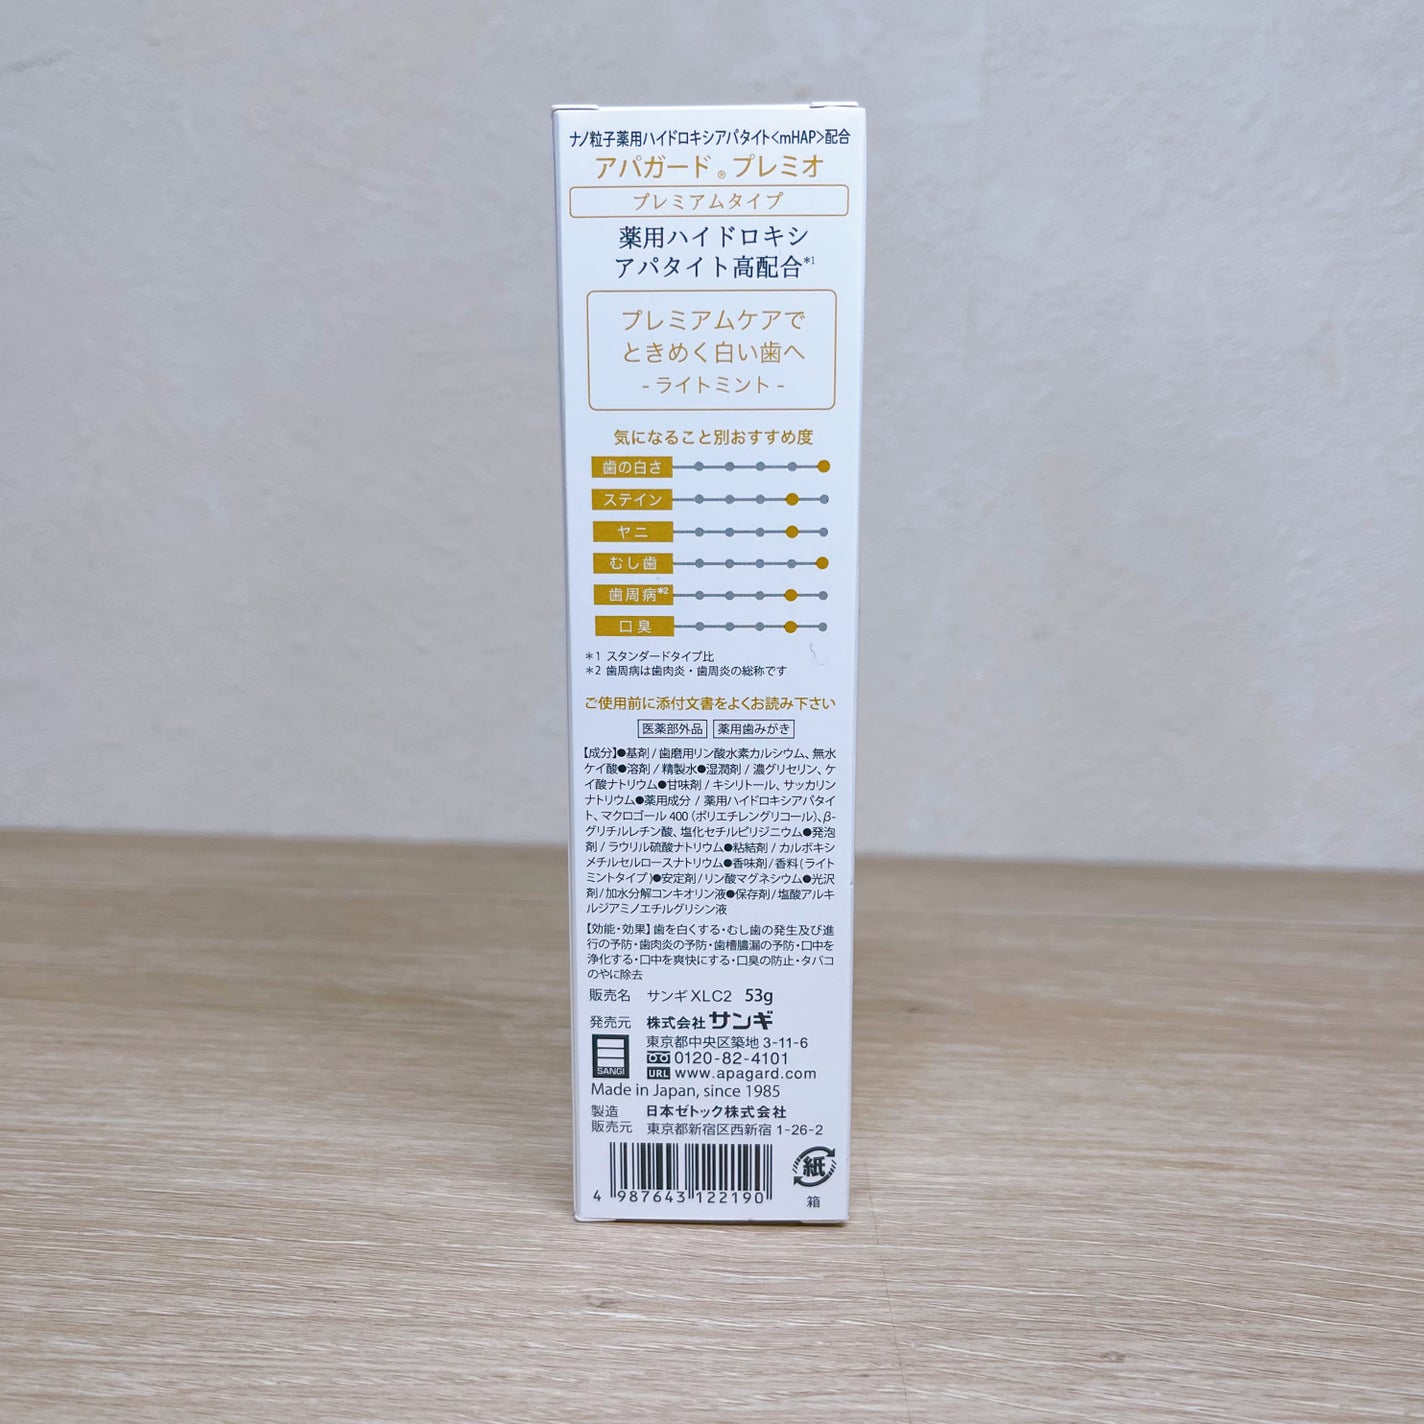 ナノ粒子薬用ハイドロキシアパタイト<mHAP>配合
アパガード®プレミオ
プレミアムタイプ
薬用ハイドロキシ
アパタイト高配合*1
プレミアムケアで
ときめく白い歯へ
- ライトミント -
気になること別おすすめ度
歯の白さ
ステイン
ヤニ
むし歯
歯周病*2
口臭
*1 スタンダードタイプ比
*2 歯周病は歯肉炎・歯周炎の総称です
ご使用前に添付文書をよくお読み下さい
医薬部外品 薬用歯みがき
【成分】●基剤/歯磨用リン酸水素カルシウム、無水
ケイ酸●溶剤/精製水●湿潤剤/濃グリセリン、ケ
イ酸ナトリウム●甘味剤/キシリトール、サッカリン
ナトリウム●薬用成分/薬用ハイドロキシアパタイ
ト、マクロゴール400(ポリエチレングリコール)、β-
グリチルレチン酸、塩化セチルピリジニウム●発泡
剤/ラウリル硫酸ナトリウム●粘結剤/カルボキシ
メチルセルロースナトリウム●香味剤/香料(ライト
ミントタイプ)●安定剤/リン酸マグネシウム●光沢
剤/加水分解コンキオリン液●保存剤/塩酸アルキ
ルジアミノエチルグリシン液
【効能・効果】歯を白くする・むし歯の発生及び進
行の予防・歯肉炎の予防・歯槽膿漏の予防・口中を
浄化する・口中を爽快にする・口臭の防止・タバコ
のやに除去
販売名 サンギXLC2 53g
発売元 株式会社サンギ
東京都中央区築地3-11-6
SANGI
0120-82-4101
URL www.apagard.com
Made in Japan, since 1985
製造 日本ゼトック株式会社
販売元 東京都新宿区西新宿1-26-2
4 987643 122190
紙
箱